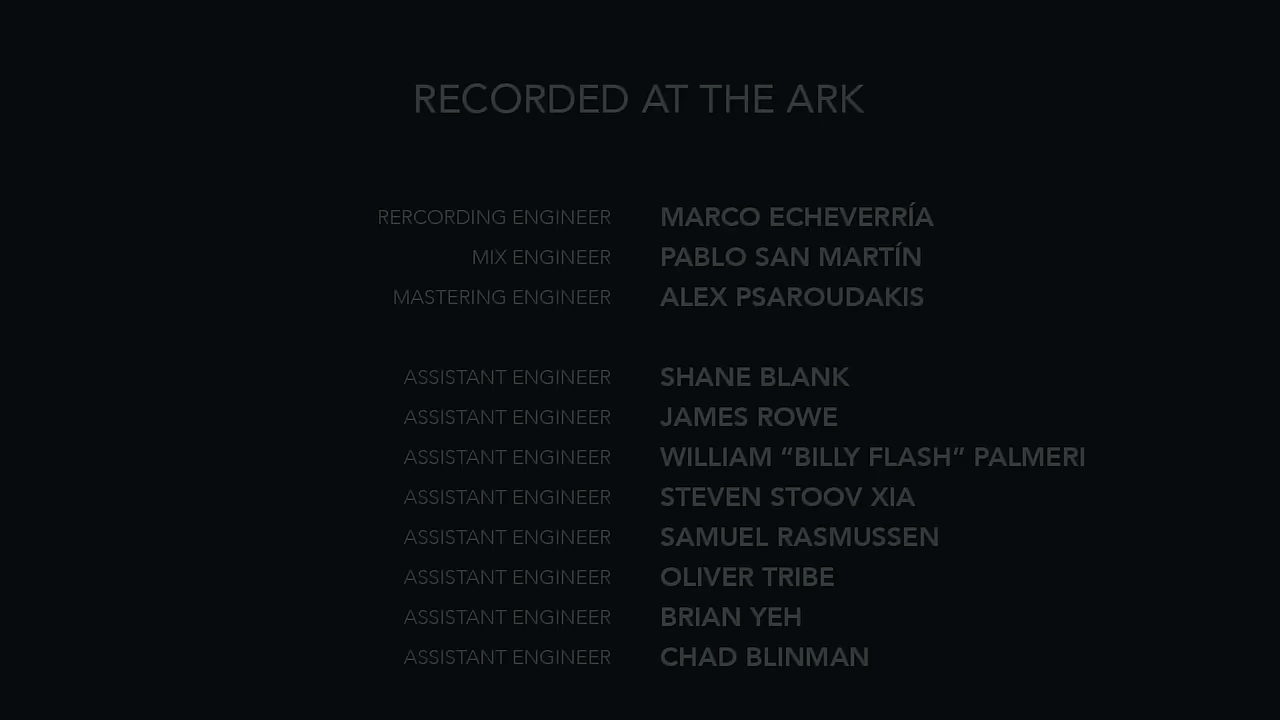 RECORDED AT THE ARK
RERCORDING ENGINEER MARCO ECHEVERRÍA
MIX ENGINEER PABLO SAN MARTÍN
MASTERING ENGINEER ALEX PSAROUDAKIS
ASSISTANT ENGINEER SHANE BLANK
ASSISTANT ENGINEER JAMES ROWE
ASSISTANT ENGINEER WILLIAM “BILLY FLASH” PALMERI
ASSISTANT ENGINEER STEVEN STOOV XIA
ASSISTANT ENGINEER SAMUEL RASMUSSEN
ASSISTANT ENGINEER OLIVER TRIBE
ASSISTANT ENGINEER BRIAN YEH
ASSISTANT ENGINEER CHAD BLINMAN